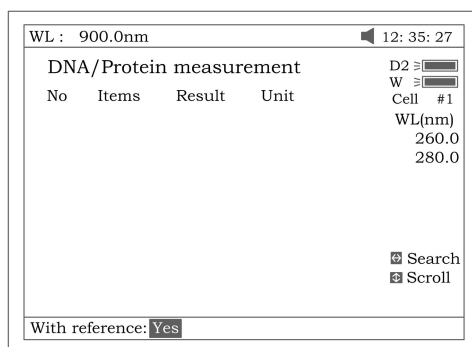 WL : 900.0nm 12: 35: 27
DNA/Protein measurement
No Items Result Unit
D2
W
Cell #1
WL(nm)
260.0
280.0
Search
Scroll
With reference: Yes